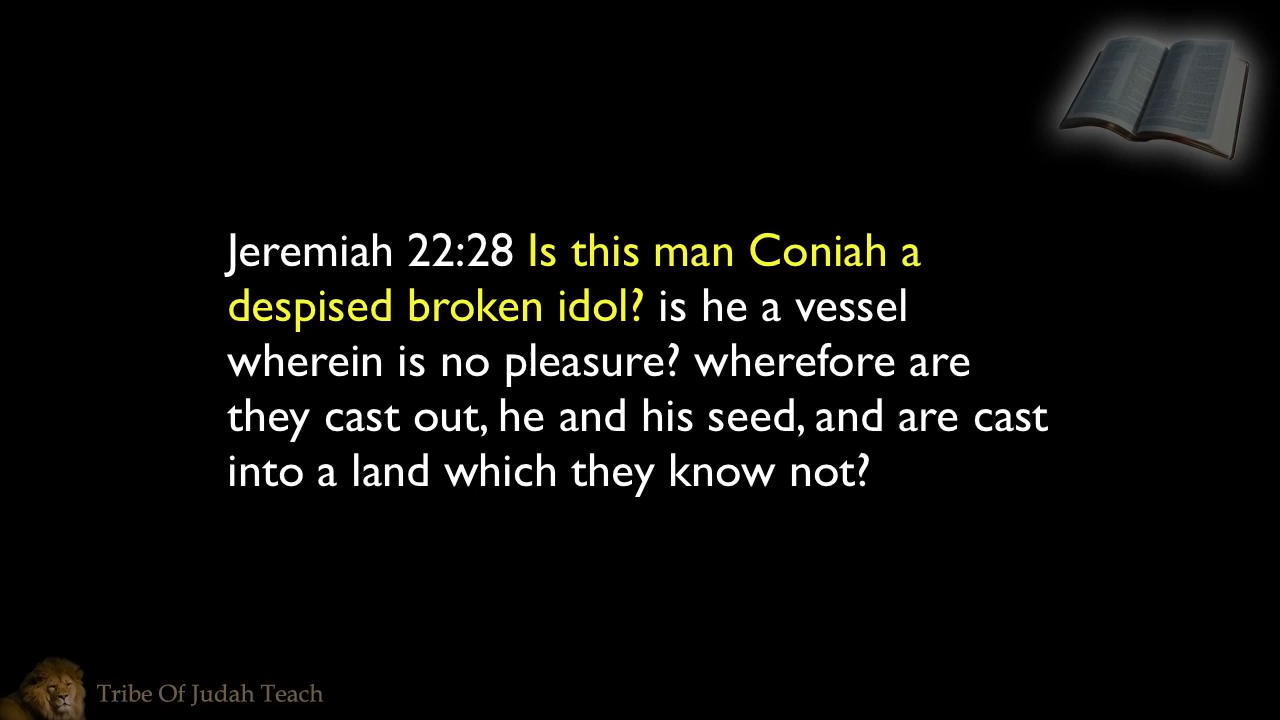 Jeremiah 22:28 Is this man Coniah a
despised broken idol? is he a vessel
wherein is no pleasure? wherefore are
they cast out, he and his seed, and are cast
into a land which they know not?
Tribe Of Judah Teach